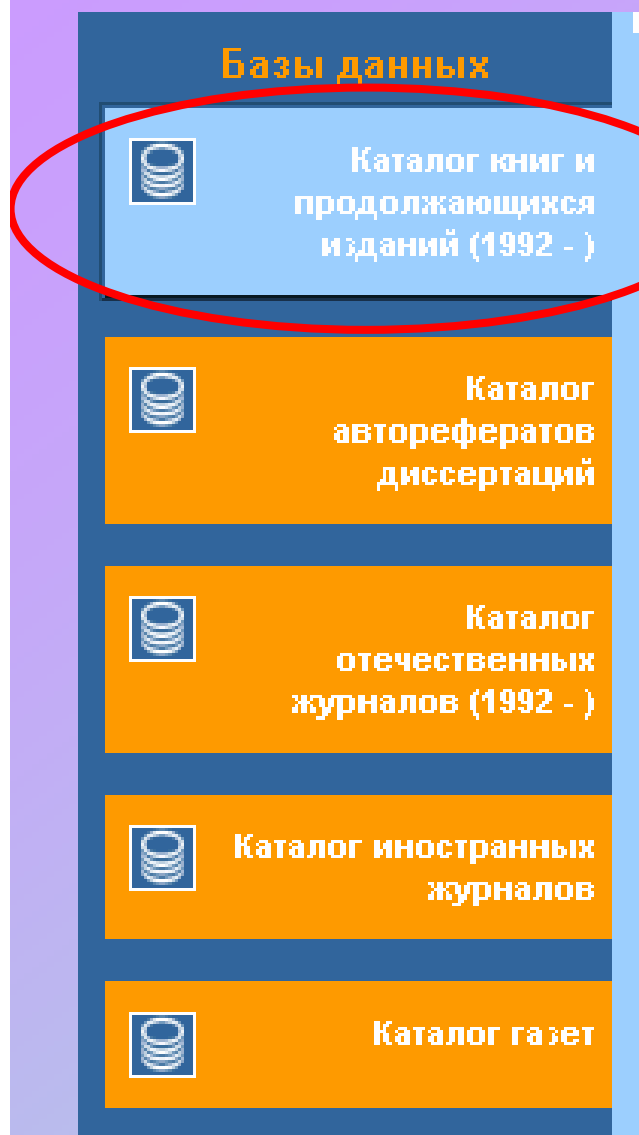 Базы данных
Каталог книг и
продолжающихся
изданий (1992 - )
Каталог
авторефератов
диссертаций
Каталог
отечественных
журналов (1992 - )
Каталог иностранных
журналов
Каталог газет